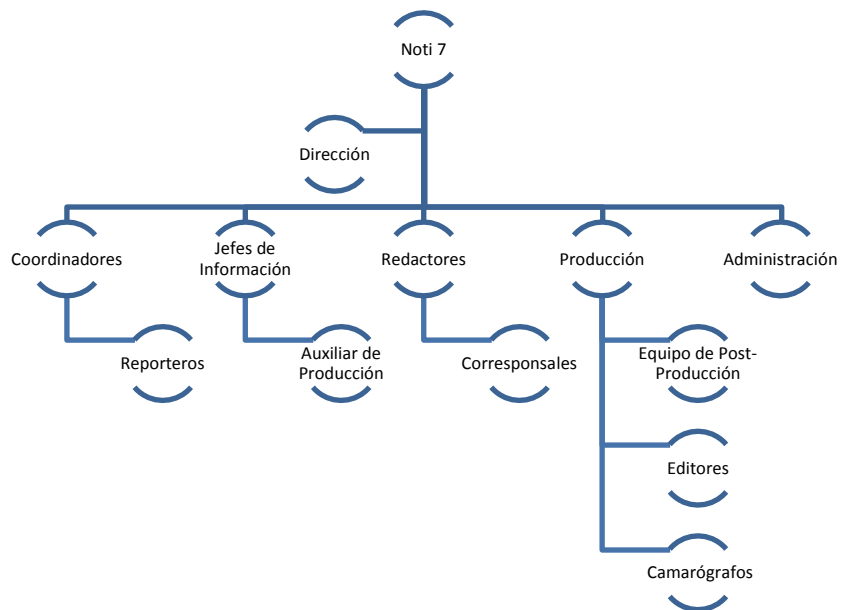 Noti 7
Dirección
Coordinadores
Jefes de
Información
Redactores
Producción
Administración
Reporteros
Auxiliar de
Producción
Corresponsales
Equipo de Post-
Producción
Editores
Camarógrafos